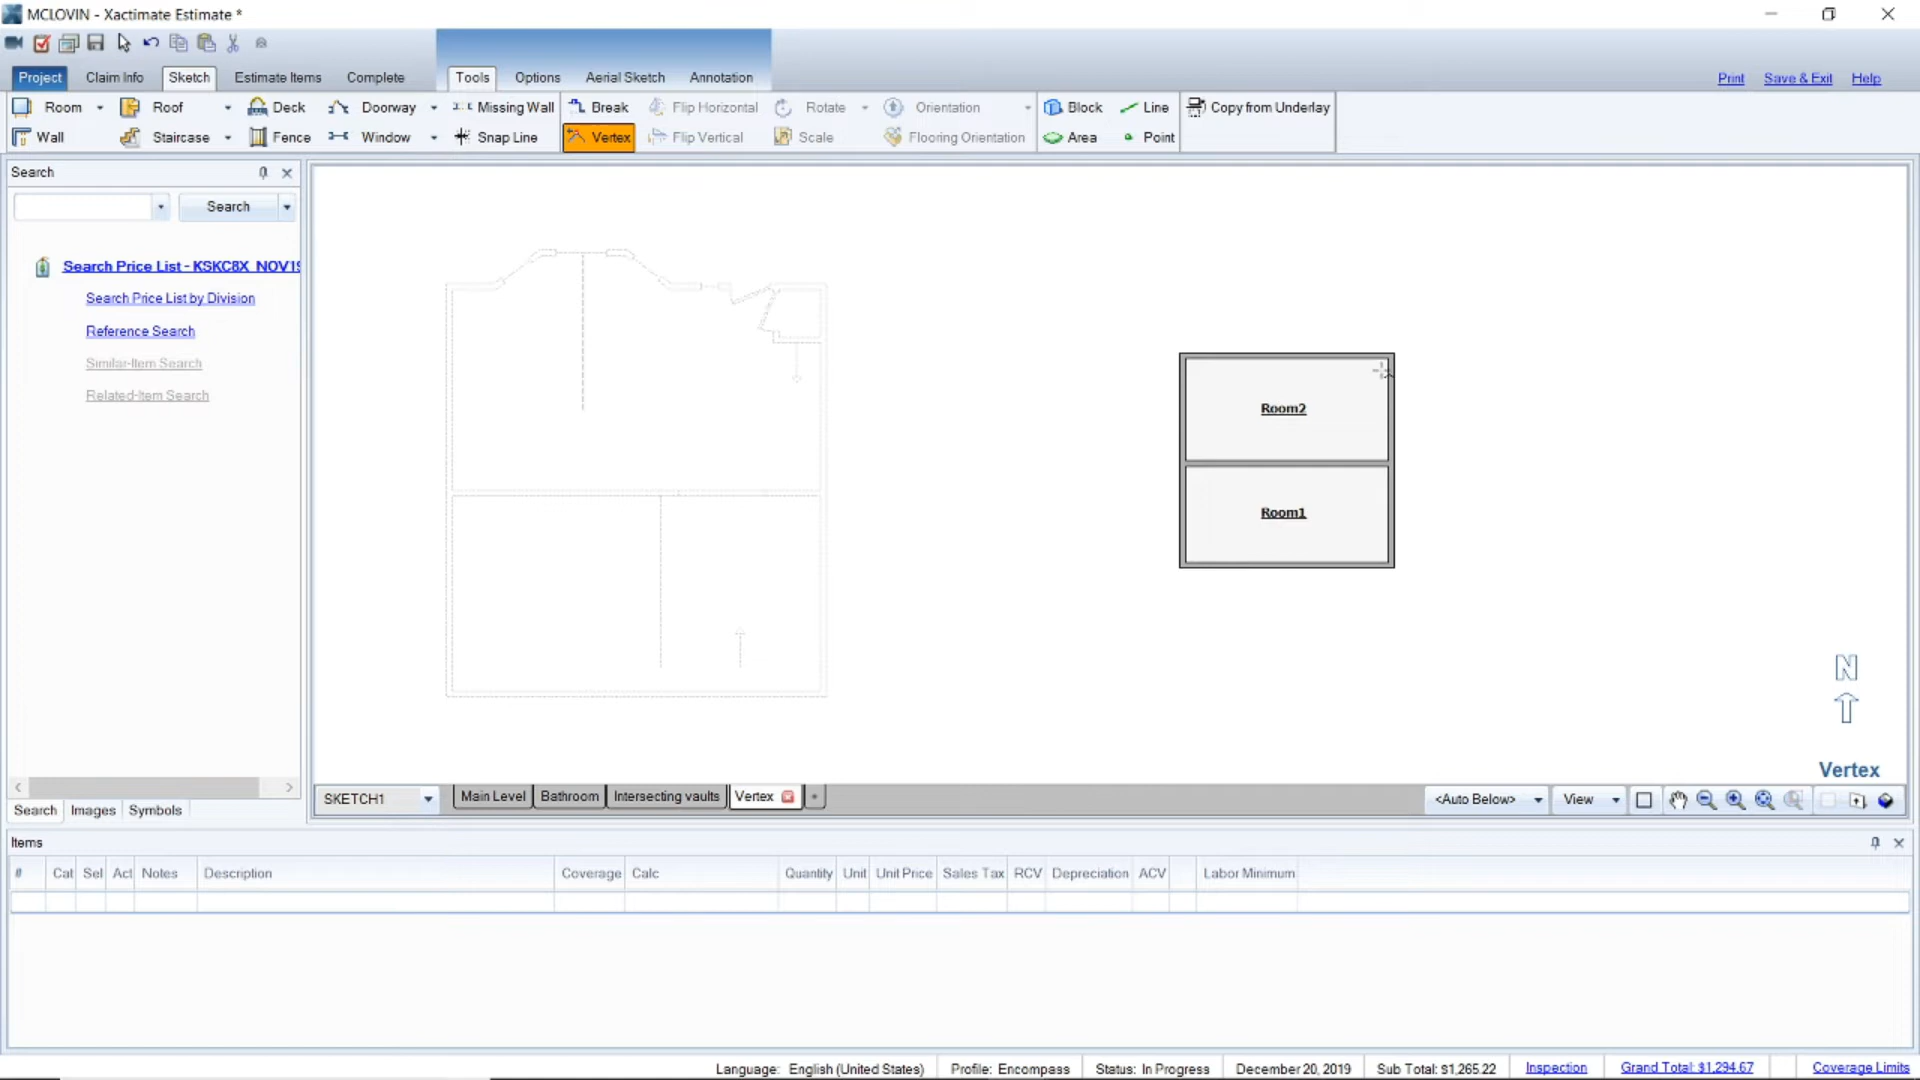 MCLOVIN - Xactimate Estimate *
Project Claim Info Sketch Estimate Items Complete Tools Options Aerial Sketch Annotation Print Save & Exit Help
Room Roof Deck Doorway Missing Wall Break Flip Horizontal Rotate Orientation Block Line Copy from Underlay
Wall Staircase Fence Window Snap Line Vertex Flip Vertical Scale Flooring Orientation Area Point
Search
Search
Search Price List - KSKC8X_NOV19
Search Price List by Division
Reference Search
Similar-Item Search
Related-Item Search
Room2
Room1
N
Vertex
SKETCH1 Main Level Bathroom Intersecting vaults Vertex + <Auto Below> View
Search Images Symbols
Items
# Cat Sel Act Notes Description Coverage Calc Quantity Unit Unit Price Sales Tax RCV Depreciation ACV Labor Minimum
Language: English (United States) Profile: Encompass Status: In Progress December 20, 2019 Sub Total: $1,265.22 Inspection Grand Total: $1,294.67 Coverage Limits